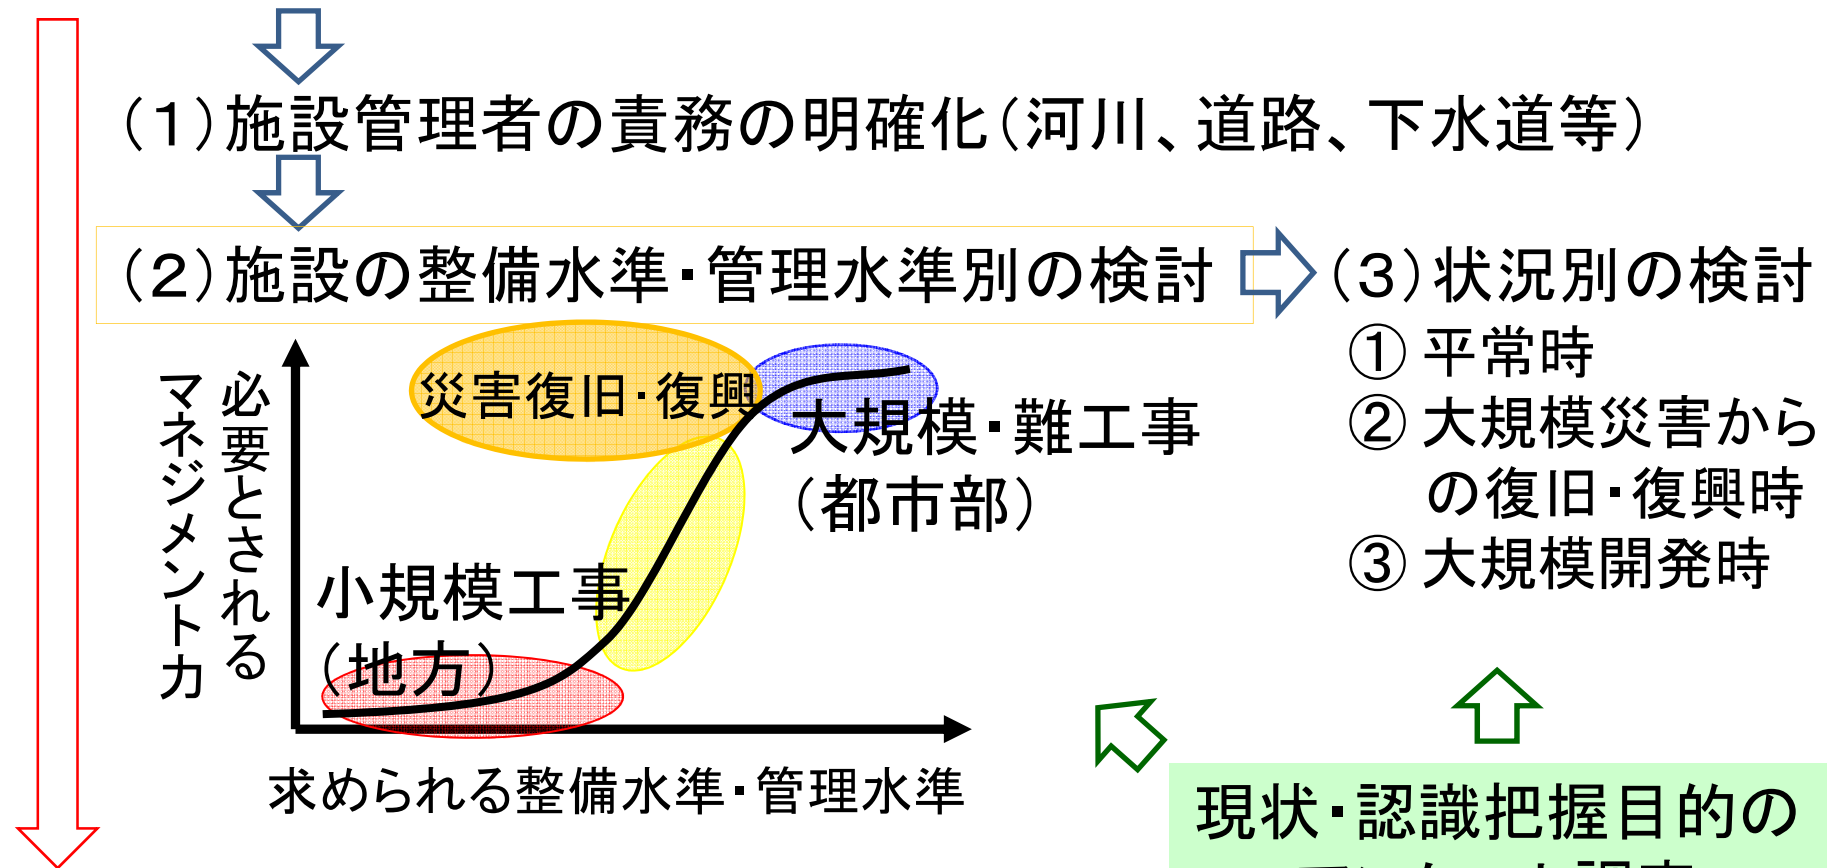 (1)施設管理者の責務の明確化(河川、道路、下水道等)
(2)施設の整備水準・管理水準別の検討
(3)状況別の検討
① 平常時
② 大規模災害から
の復旧・復興時
③ 大規模開発時
必要とされる
マネジメント力
災害復旧・復興
大規模・難工事
(都市部)
小規模工事
(地方)
求められる整備水準・管理水準
現状・認識把握目的の